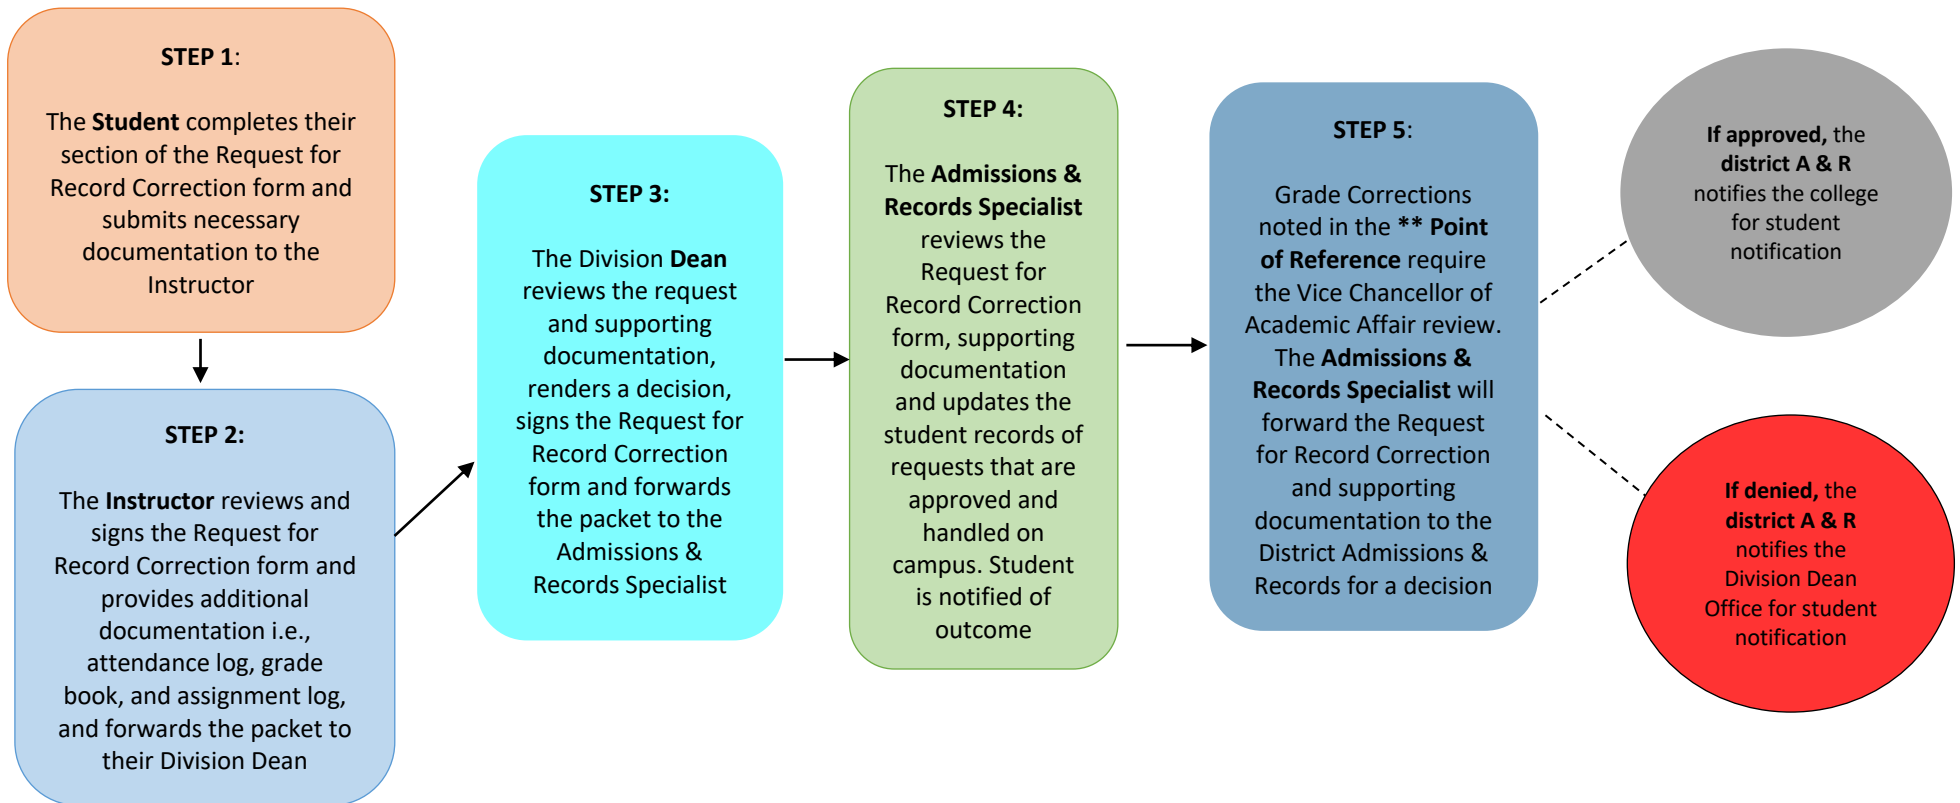 STEP 1:
The Student completes their
section of the Request for
Record Correction form and
submits necessary
documentation to the
Instructor
STEP 2:
The Instructor reviews and
signs the Request for
Record Correction form and
provides additional
documentation i.e.,
attendance log, grade
book, and assignment log,
and forwards the packet to
their Division Dean
STEP 3:
The Division Dean
reviews the request
and supporting
documentation,
renders a decision,
signs the Request for
Record Correction
form and forwards
the packet to the
Admissions &
Records Specialist
STEP 4:
The Admissions &
Records Specialist
reviews the
Request for
Record Correction
form, supporting
documentation
and updates the
student records of
requests that are
approved and
handled on
campus. Student
is notified of
outcome
STEP 5:
Grade Corrections
noted in the ** Point
of Reference require
the Vice Chancellor of
Academic Affair review.
The Admissions &
Records Specialist will
forward the Request
for Record Correction
and supporting
documentation to the
District Admissions &
Records for a decision
If approved, the
district A & R
notifies the college
for student
notification
If denied, the
district A & R
notifies the
Division Dean
Office for student
notification